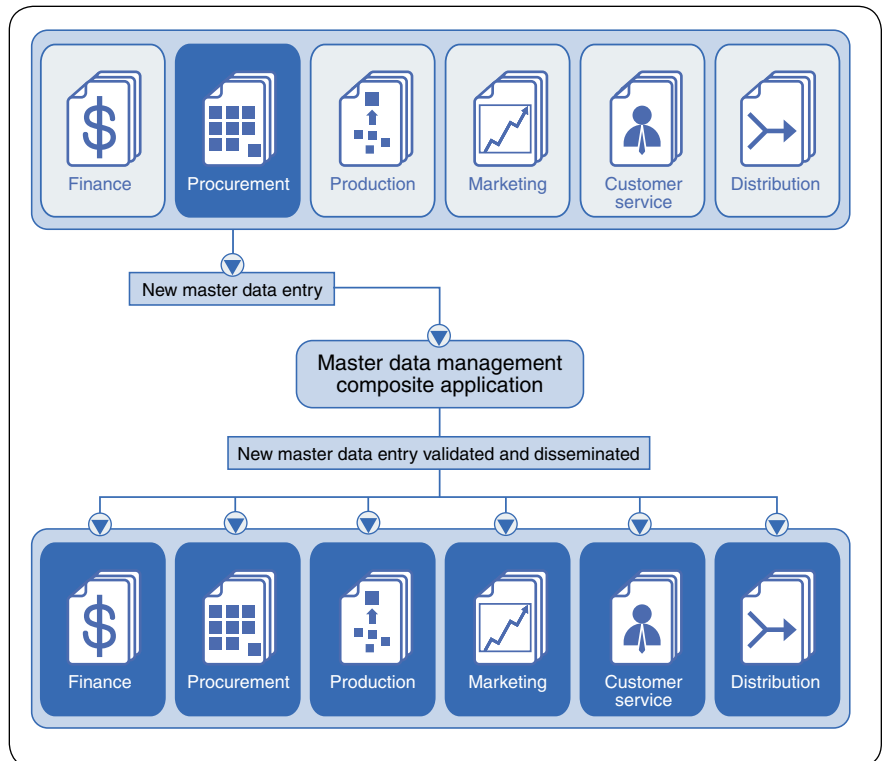 $
Finance
Procurement
Production
Marketing
Customer
service
Distribution
New master data entry
Master data management
composite application
New master data entry validated and disseminated
$
Finance
Procurement
Production
Marketing
Customer
service
Distribution